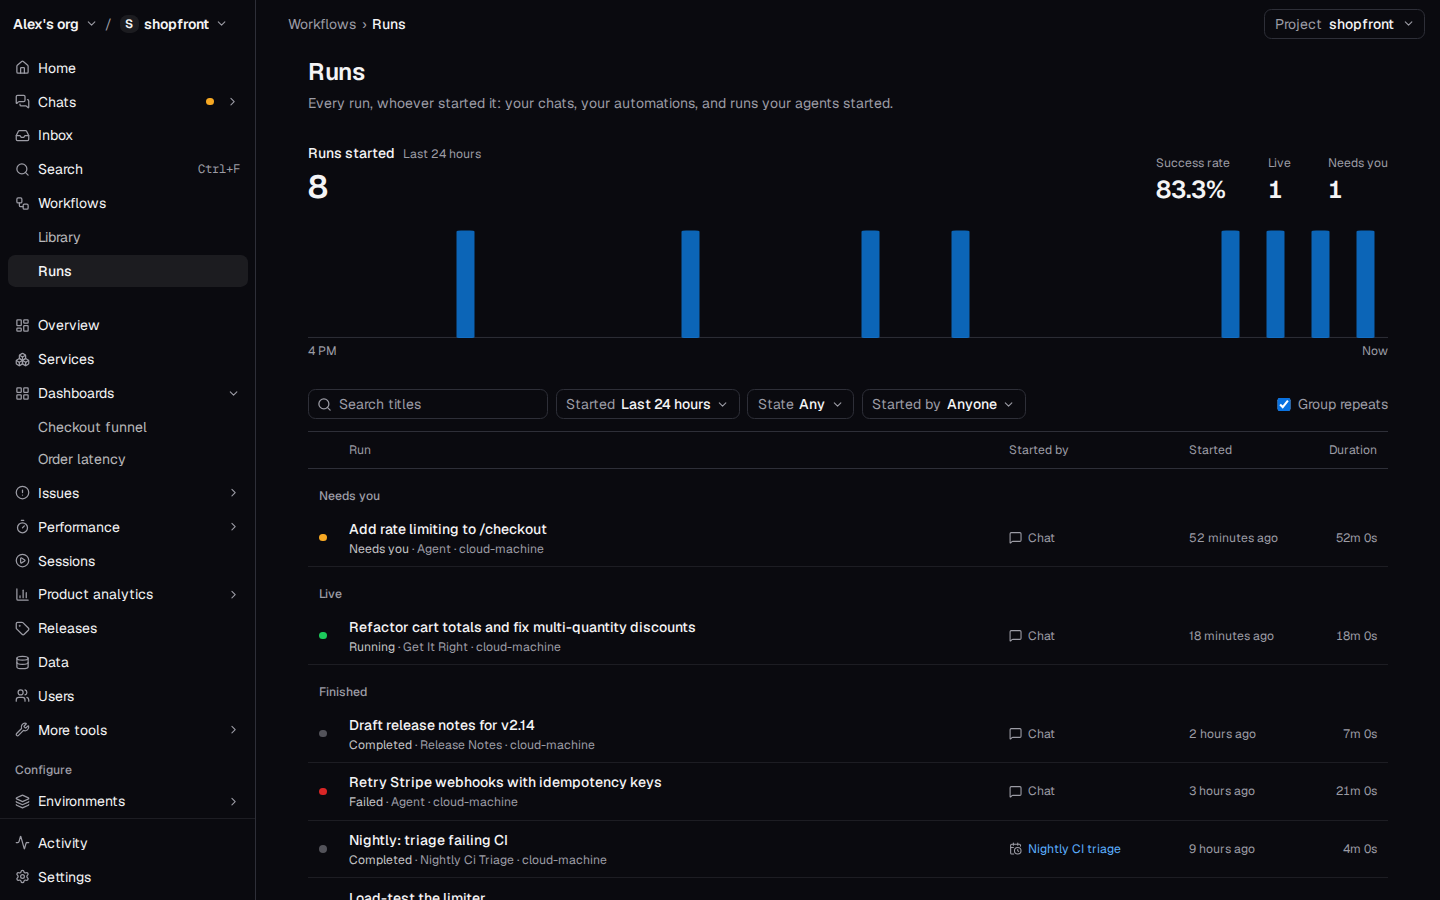 Alex's org / S shopfront
Home
Chats
Inbox
Search Ctrl+F
Workflows
Library
Runs
Overview
Services
Dashboards
Checkout funnel
Order latency
Issues
Performance
Sessions
Product analytics
Releases
Data
Users
More tools
Configure
Environments
Activity
Settings
Workflows › Runs
Project shopfront
Runs
Every run, whoever started it: your chats, your automations, and runs your agents started.
Runs started Last 24 hours
8
Success rate Live Needs you
83.3% 1 1
4 PM Now
Search titles Started Last 24 hours State Any Started by Anyone Group repeats
Run Started by Started Duration
Needs you
Add rate limiting to /checkout
Needs you · Agent · cloud-machine
Chat 52 minutes ago 52m 0s
Live
Refactor cart totals and fix multi-quantity discounts
Running · Get It Right · cloud-machine
Chat 18 minutes ago 18m 0s
Finished
Draft release notes for v2.14
Completed · Release Notes · cloud-machine
Chat 2 hours ago 7m 0s
Retry Stripe webhooks with idempotency keys
Failed · Agent · cloud-machine
Chat 3 hours ago 21m 0s
Nightly: triage failing CI
Completed · Nightly Ci Triage · cloud-machine
Nightly CI triage 9 hours ago 4m 0s
Load-test the limiter